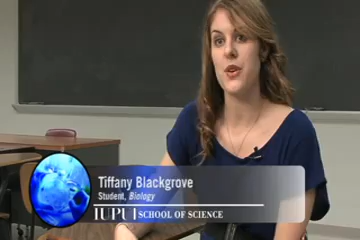 Tiffany Blackgrove
Student, Biology
IUPUI SCHOOL OF SCIENCE